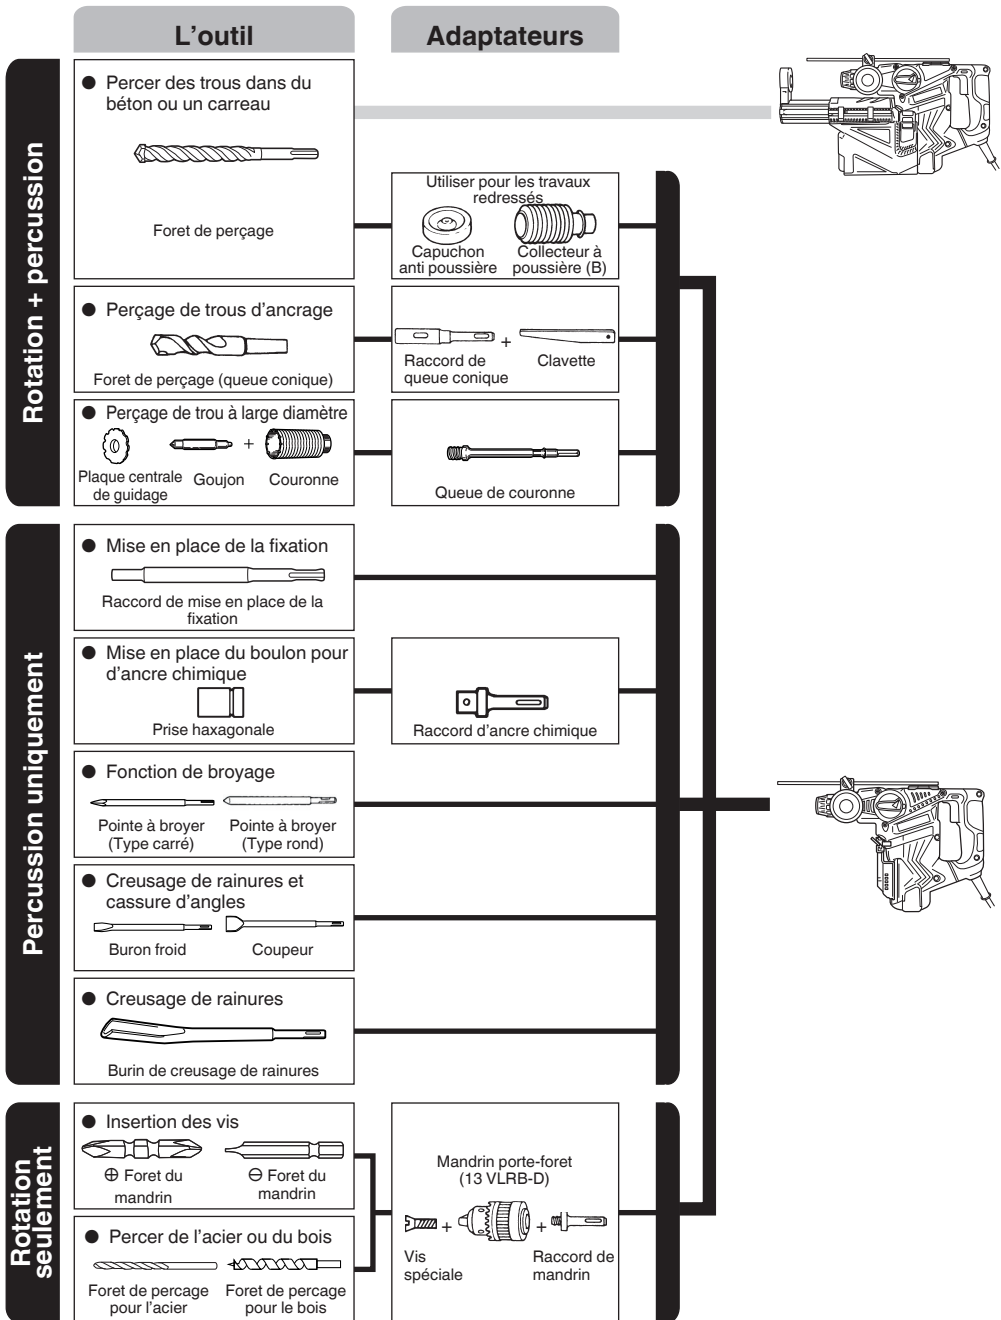 L'outil
Adaptateurs
Rotation + percussion
● Percer des trous dans du
béton ou un carreau
Foret de perçage
Utiliser pour les travaux
redressés
Capuchon
anti poussière
Collecteur à
poussière (B)
● Perçage de trous d'ancrage
Foret de perçage (queue conique)
Raccord de
queue conique
+
Clavette
● Perçage de trou à large diamètre
Plaque centrale
de guidage
Goujon
+
Couronne
Queue de couronne
Percussion uniquement
● Mise en place de la fixation
Raccord de mise en place de la
fixation
● Mise en place du boulon pour
d'ancre chimique
Prise haxagonale
Raccord d'ancre chimique
● Fonction de broyage
Pointe à broyer
(Type carré)
Pointe à broyer
(Type rond)
● Creusage de rainures et
cassure d'angles
Buron froid
Coupeur
● Creusage de rainures
Burin de creusage de rainures
Rotation
seulement
● Insertion des vis
⊕ Foret du
mandrin
⊖ Foret du
mandrin
● Percer de l'acier ou du bois
Foret de percage
pour l'acier
Foret de percage
pour le bois
Mandrin porte-foret
(13 VLRB-D)
+
+
Vis
spéciale
Raccord de
mandrin